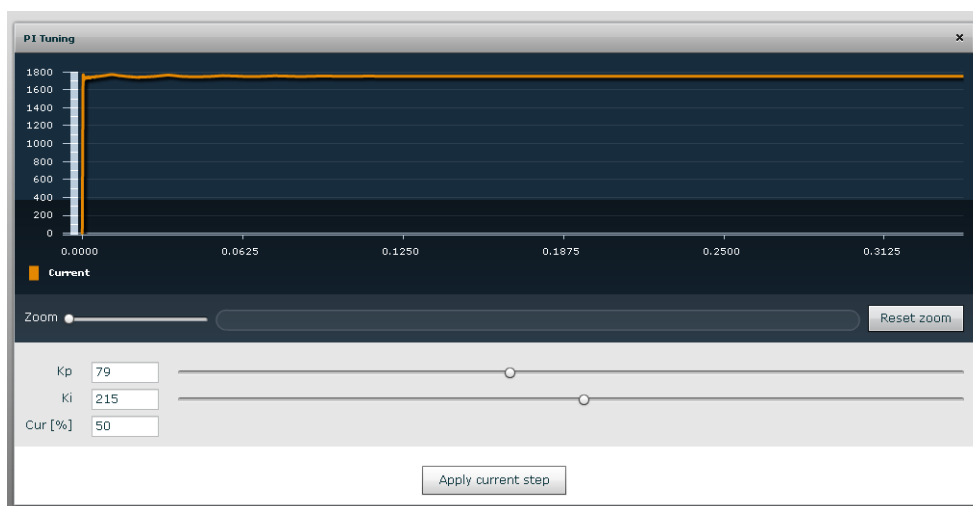 PI Tuning ×
1800
1600
1400
1200
1000
800
600
400
200
0
0.0000 0.0625 0.1250 0.1875 0.2500 0.3125
Current
Zoom Reset zoom
Kp 79
Ki 215
Cur [%] 50
Apply current step